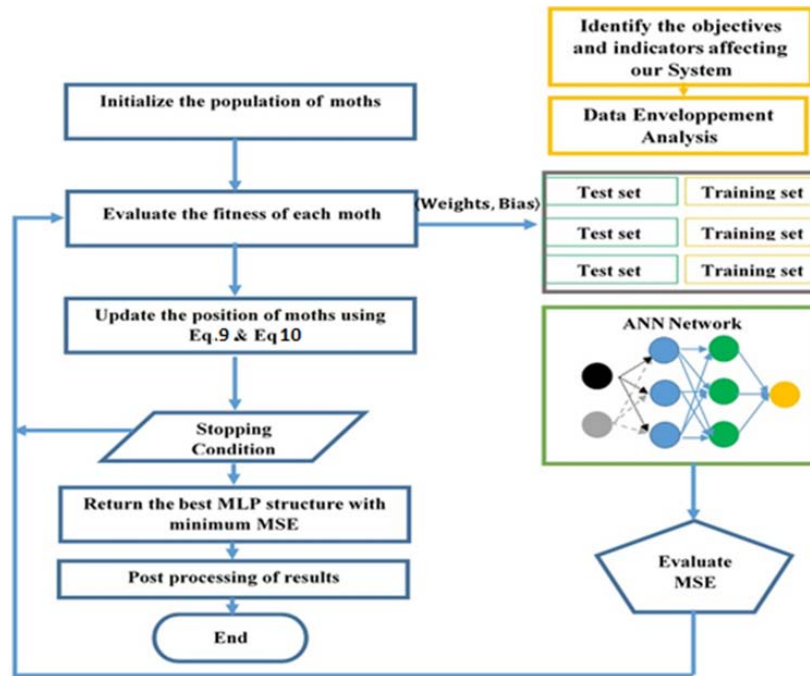 Initialize the population of moths
Evaluate the fitness of each moth
Update the position of moths using
Eq.9 & Eq10
Stopping
Condition
Return the best MLP structure with
minimum MSE
Post processing of results
End
(Weights, Bias)
Identify the objectives
and indicators affecting
our System
Data Enveloppement
Analysis
Test set Training set
Test set Training set
Test set Training set
ANN Network
Evaluate
MSE